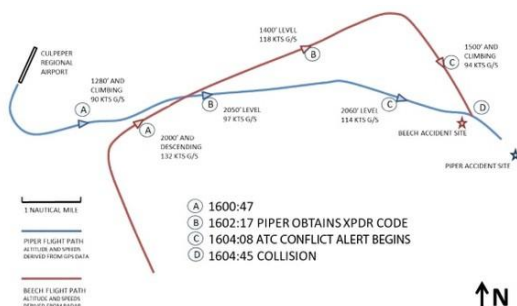 CULPEPER
REGIONAL
AIRPORT
1280' AND
CLIMBING
90 KTS G/S
A
1400' LEVEL
118 KTS G/S
B
1500' AND
CLIMBING
94 KTS G/S
C
2050' LEVEL
97 KTS G/S
B
2060' LEVEL
114 KTS G/S
C
D
A
2000' AND
DESCENDING
132 KTS G/S
BEECH ACCIDENT
SITE
PIPER ACCIDENT SITE
1 NAUTICAL MILE
PIPER FLIGHT PATH
ALTITUDE AND SPEEDS
DERIVED FROM GPS DATA
BEECH FLIGHT PATH
ALTITUDE AND SPEEDS
DERIVED FROM RADAR
A 1600:47
B 1602:17 PIPER OBTAINS XPDR CODE
C 1604:08 ATC CONFLICT ALERT BEGINS
D 1604:45 COLLISION
N